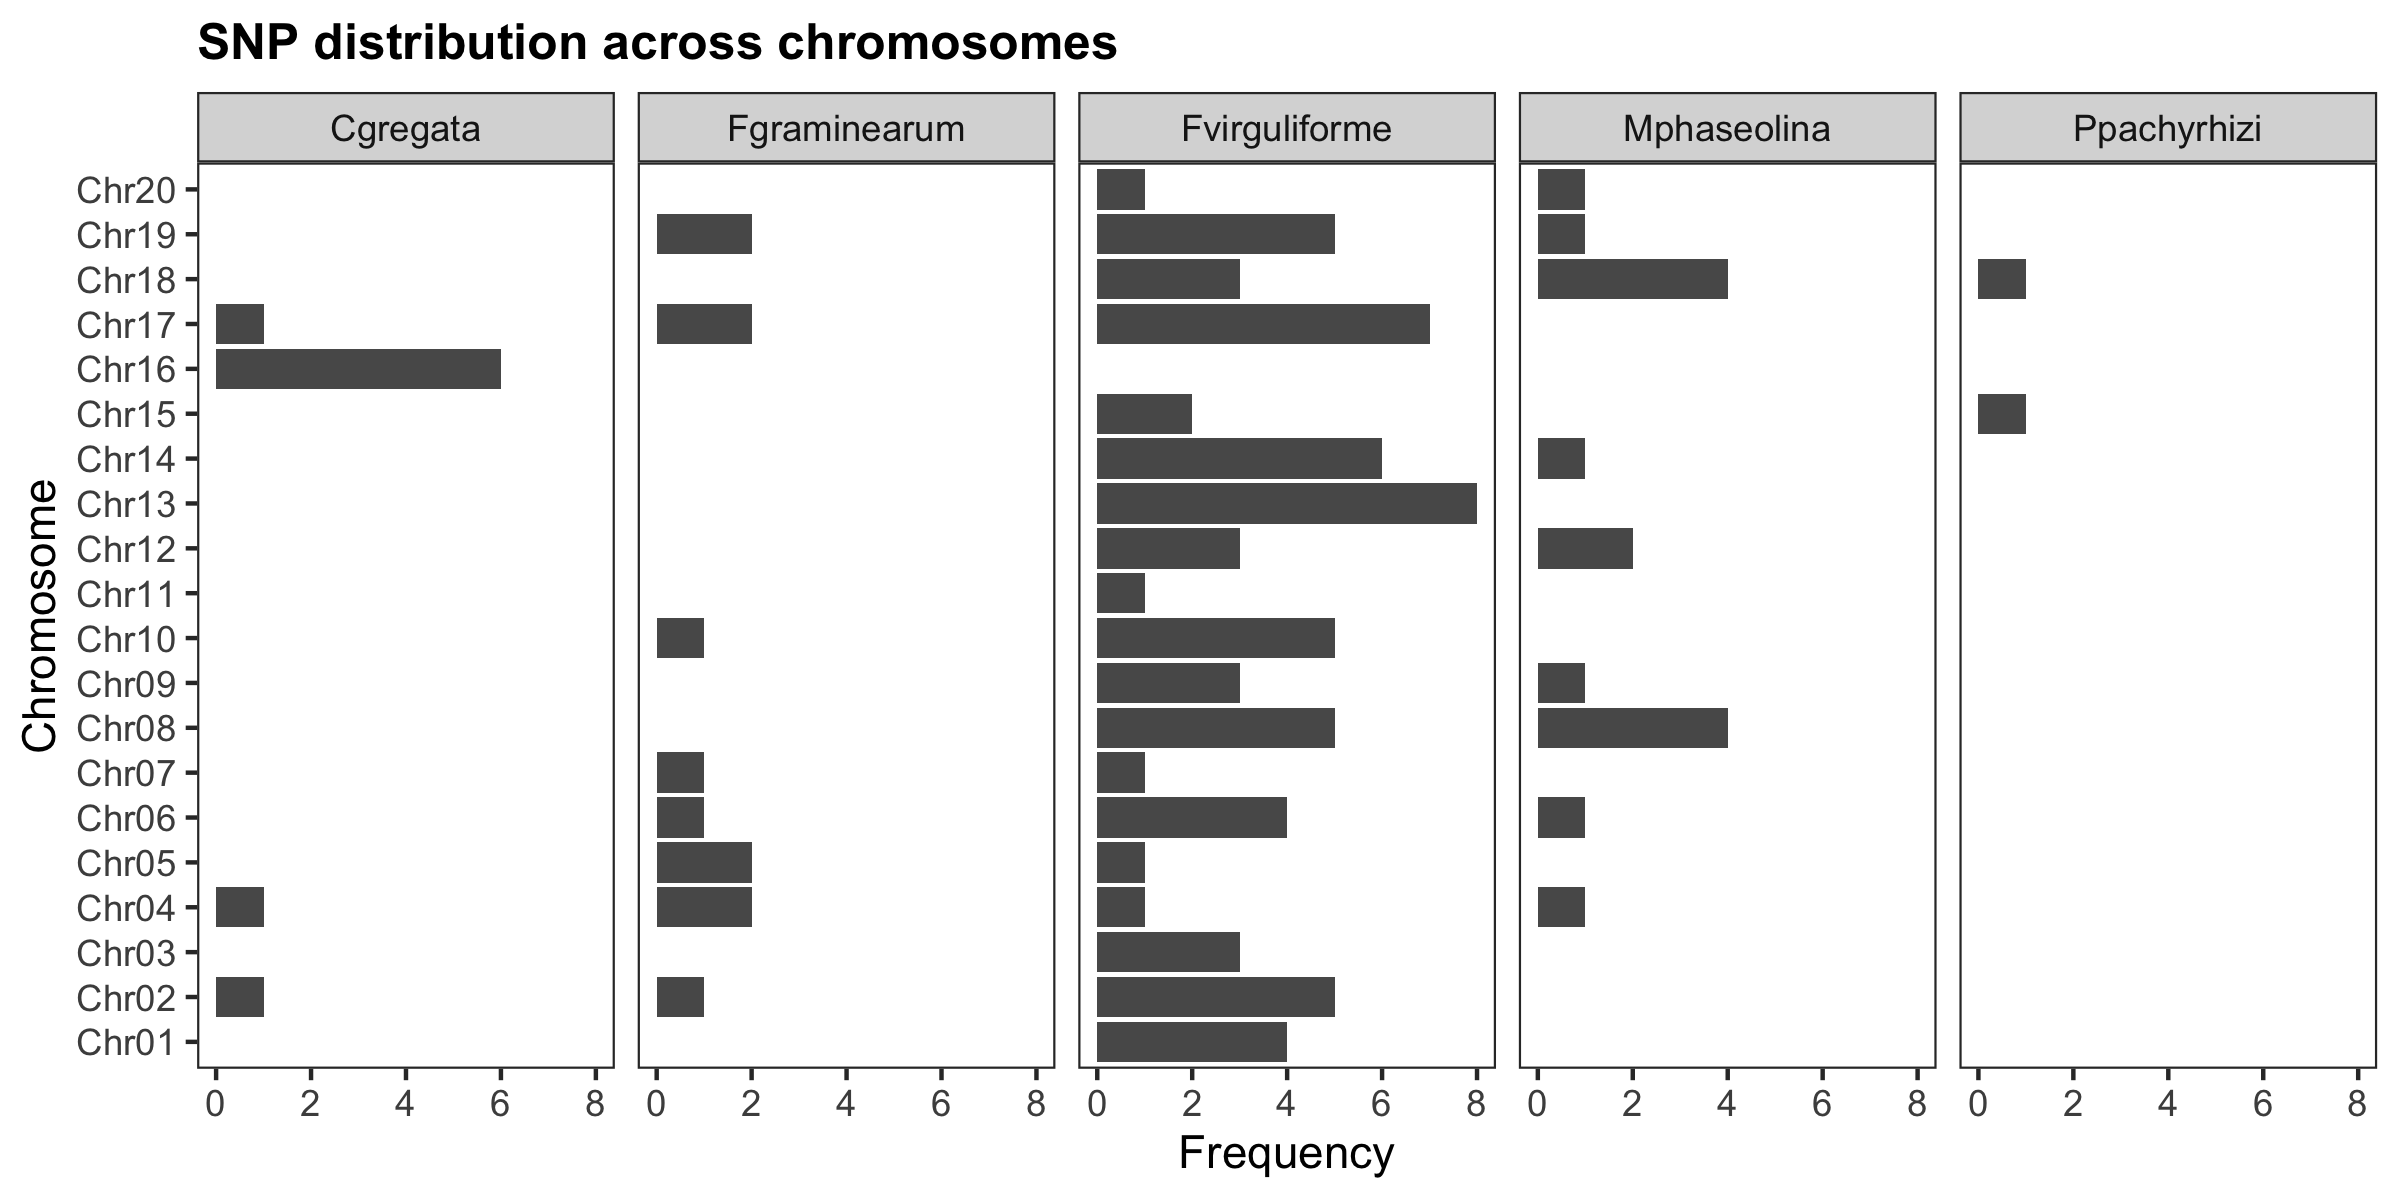 SNP distribution across chromosomes
Cgregata Fgraminearum Fvirguliforme Mphaseolina Ppachyrhizi
Chr20
Chr19
Chr18
Chr17
Chr16
Chr15
Chr14
Chr13
Chr12
Chr11
Chr10
Chr09
Chr08
Chr07
Chr06
Chr05
Chr04
Chr03
Chr02
Chr01
Chromosome
0 2 4 6 8 0 2 4 6 8 0 2 4 6 8 0 2 4 6 8 0 2 4 6 8
Frequency